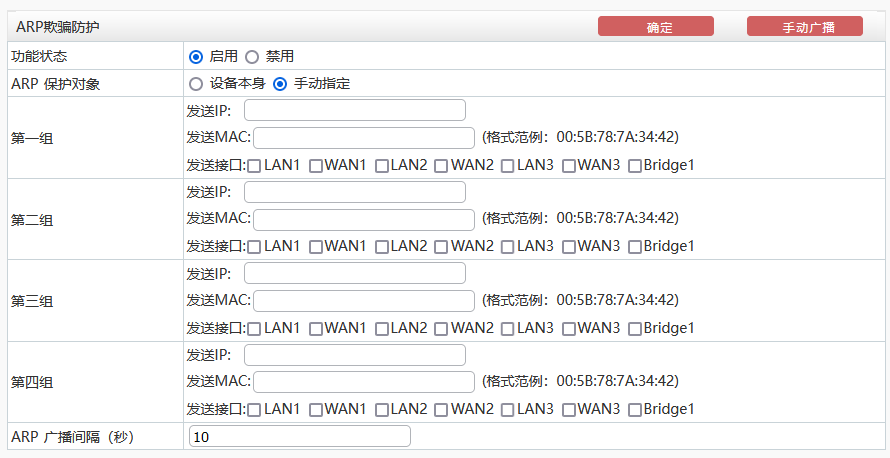 ARP欺骗防护 确定 手动广播
功能状态 启用 禁用
ARP 保护对象 设备本身 手动指定
第一组
发送IP:
发送MAC: (格式范例：00:5B:78:7A:34:42)
发送接口: LAN1 WAN1 LAN2 WAN2 LAN3 WAN3 Bridge1
第二组
发送IP:
发送MAC: (格式范例：00:5B:78:7A:34:42)
发送接口: LAN1 WAN1 LAN2 WAN2 LAN3 WAN3 Bridge1
第三组
发送IP:
发送MAC: (格式范例：00:5B:78:7A:34:42)
发送接口: LAN1 WAN1 LAN2 WAN2 LAN3 WAN3 Bridge1
第四组
发送IP:
发送MAC: (格式范例：00:5B:78:7A:34:42)
发送接口: LAN1 WAN1 LAN2 WAN2 LAN3 WAN3 Bridge1
ARP 广播间隔（秒） 10